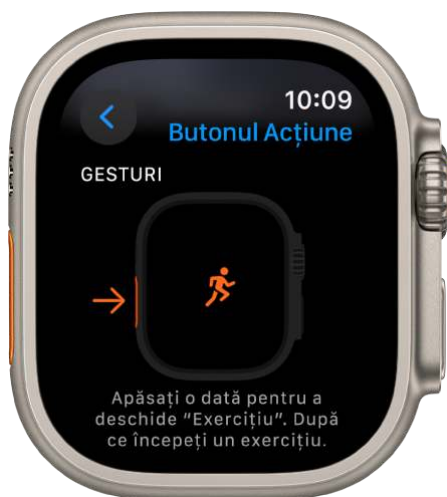 10:09
Butonul Acțiune
GESTURI
Apăsați o dată pentru a
deschide “Exercițiu”. După
ce începeți un exercițiu.